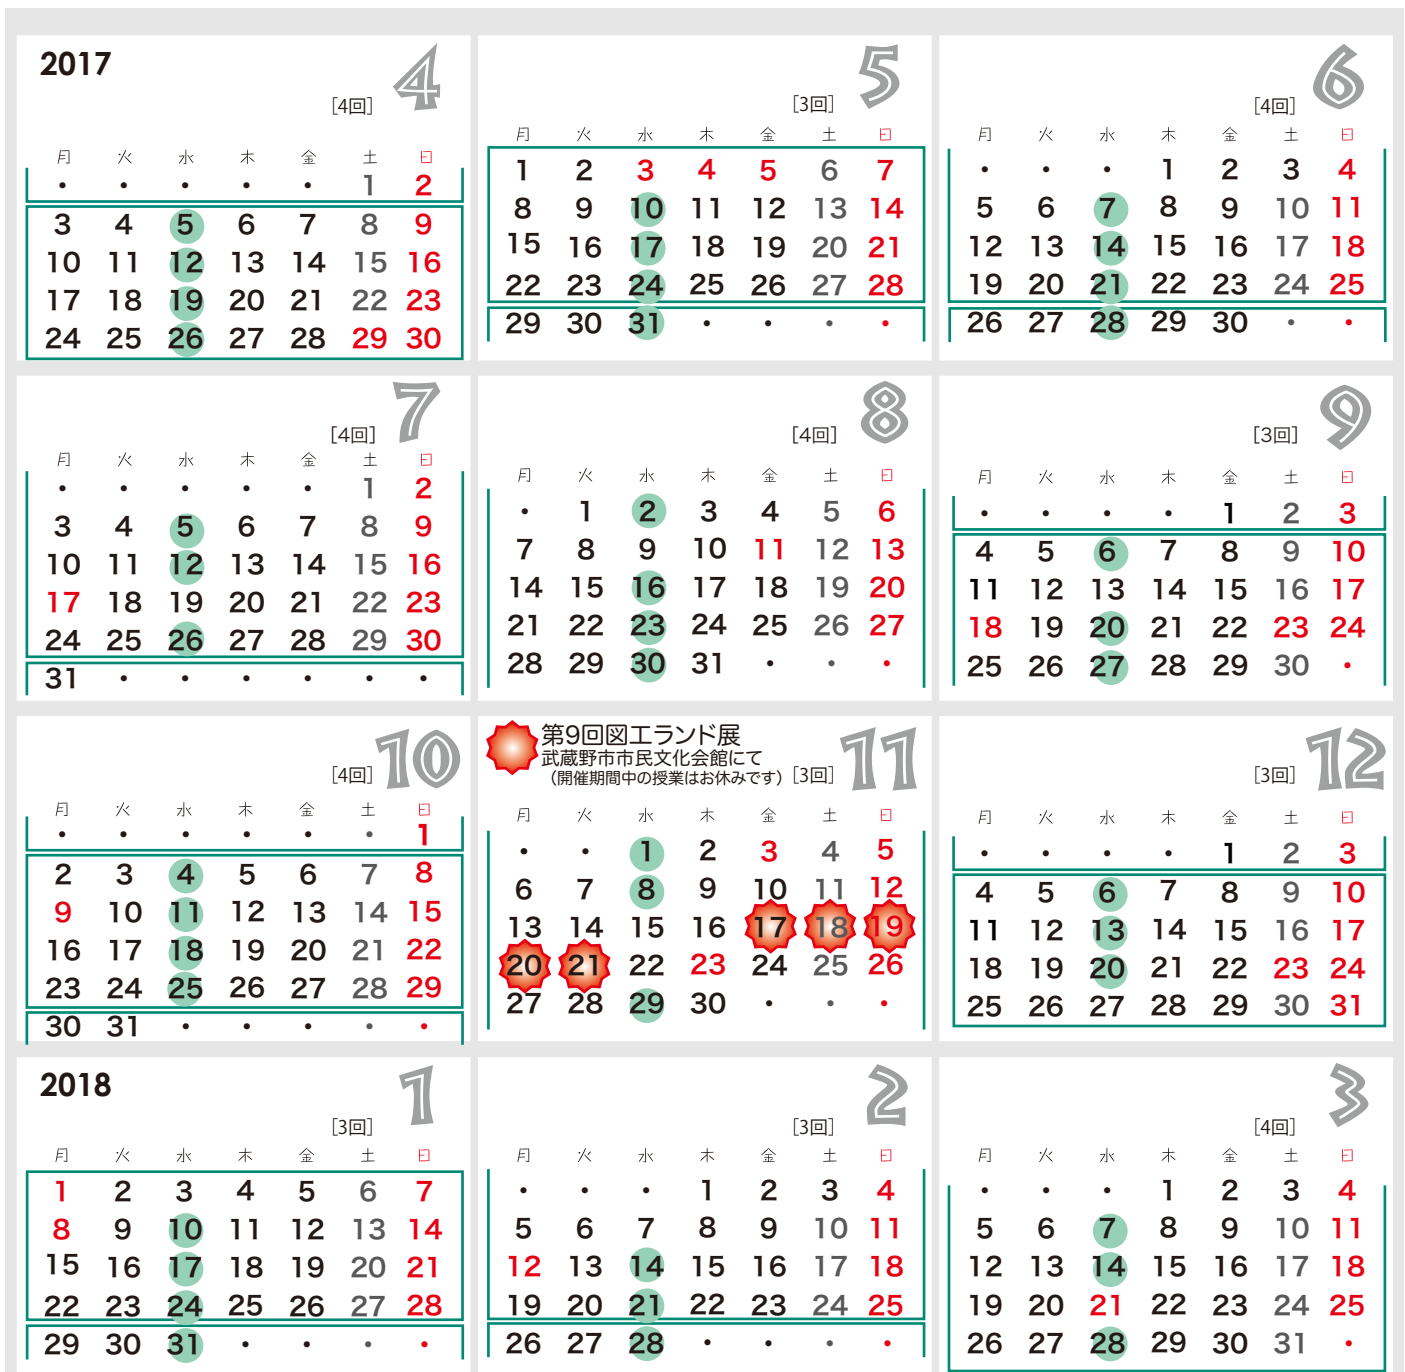 2017
4
[4回]
月 火 水 木 金 土 日
・ ・ ・ ・ ・ 1 2
3 4 5 6 7 8 9
10 11 12 13 14 15 16
17 18 19 20 21 22 23
24 25 26 27 28 29 30
5
[3回]
月 火 水 木 金 土 日
1 2 3 4 5 6 7
8 9 10 11 12 13 14
15 16 17 18 19 20 21
22 23 24 25 26 27 28
29 30 31 ・ ・ ・ ・
6
[4回]
月 火 水 木 金 土 日
・ ・ ・ 1 2 3 4
5 6 7 8 9 10 11
12 13 14 15 16 17 18
19 20 21 22 23 24 25
26 27 28 29 30 ・ ・
7
[4回]
月 火 水 木 金 土 日
・ ・ ・ ・ ・ 1 2
3 4 5 6 7 8 9
10 11 12 13 14 15 16
17 18 19 20 21 22 23
24 25 26 27 28 29 30
31 ・ ・ ・ ・ ・ ・
8
[4回]
月 火 水 木 金 土 日
・ 1 2 3 4 5 6
7 8 9 10 11 12 13
14 15 16 17 18 19 20
21 22 23 24 25 26 27
28 29 30 31 ・ ・ ・
9
[3回]
月 火 水 木 金 土 日
・ ・ ・ ・ 1 2 3
4 5 6 7 8 9 10
11 12 13 14 15 16 17
18 19 20 21 22 23 24
25 26 27 28 29 30 ・
10
[4回]
月 火 水 木 金 土 日
・ ・ ・ ・ ・ ・ 1
2 3 4 5 6 7 8
9 10 11 12 13 14 15
16 17 18 19 20 21 22
23 24 25 26 27 28 29
30 31 ・ ・ ・ ・ ・
第9回図工ランド展
武蔵野市市民文化会館にて
（開催期間中の授業はお休みです）[3回]
11
月 火 水 木 金 土 日
・ ・ 1 2 3 4 5
6 7 8 9 10 11 12
13 14 15 16 17 18 19
20 21 22 23 24 25 26
27 28 29 30 ・ ・ ・
12
[3回]
月 火 水 木 金 土 日
・ ・ ・ ・ 1 2 3
4 5 6 7 8 9 10
11 12 13 14 15 16 17
18 19 20 21 22 23 24
25 26 27 28 29 30 31
2018
1
[3回]
月 火 水 木 金 土 日
1 2 3 4 5 6 7
8 9 10 11 12 13 14
15 16 17 18 19 20 21
22 23 24 25 26 27 28
29 30 31 ・ ・ ・ ・
2
[3回]
月 火 水 木 金 土 日
・ ・ ・ 1 2 3 4
5 6 7 8 9 10 11
12 13 14 15 16 17 18
19 20 21 22 23 24 25
26 27 28 ・ ・ ・ ・
3
[4回]
月 火 水 木 金 土 日
・ ・ ・ 1 2 3 4
5 6 7 8 9 10 11
12 13 14 15 16 17 18
19 20 21 22 23 24 25
26 27 28 29 30 31 ・